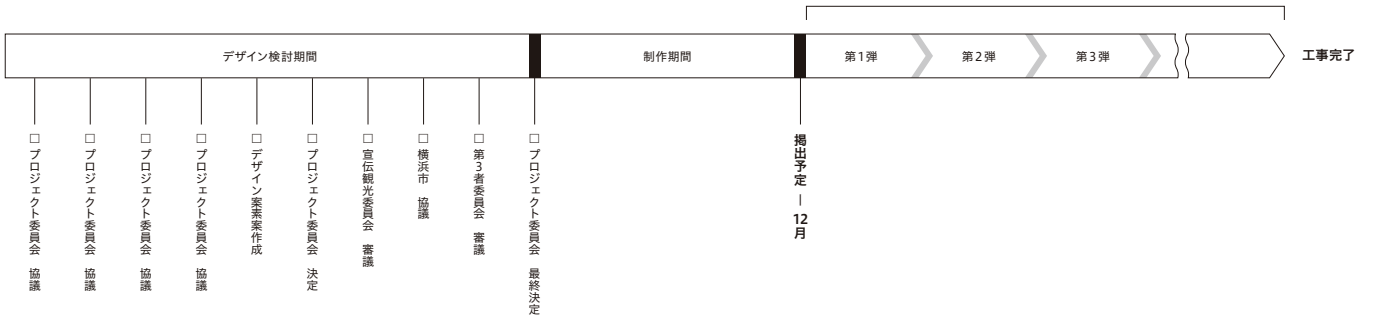 デザイン検討期間
制作期間
第1弾
第2弾
第3弾
工事完了
□ プロジェクト委員会 協議
□ プロジェクト委員会 協議
□ プロジェクト委員会 協議
□ プロジェクト委員会 協議
□ デザイン案素案作成
□ プロジェクト委員会 決定
□ 宣伝観光委員会 審議
□ 横浜市 協議
□ 第3者委員会 審議
□ プロジェクト委員会 最終決定
掲出予定 — 12月